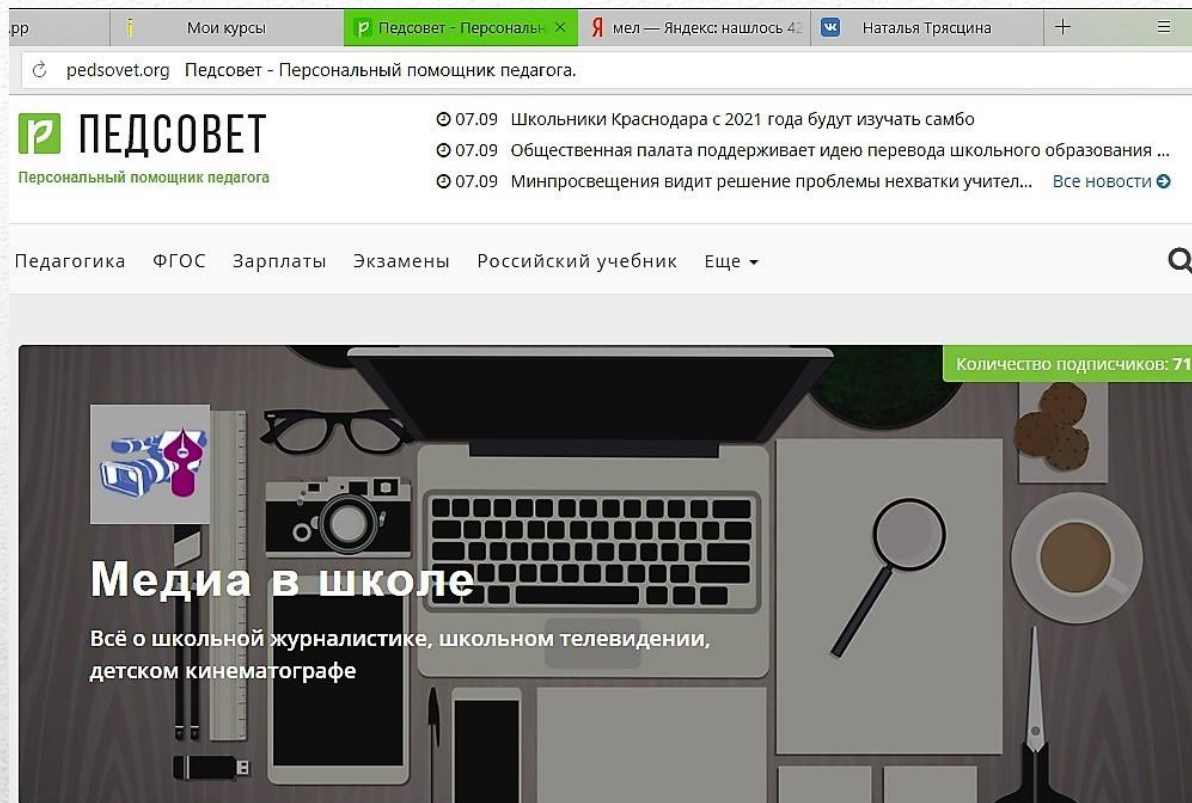 .рр
Мои курсы
Педсовет - Персональн
Я мел — Яндекс: нашлось 42
Наталья Трясцина
pedsovet.org Педсовет - Персональный помощник педагога.
ПЕДСОВЕТ
Персональный помощник педагога
07.09 Школьники Краснодара с 2021 года будут изучать самбо
07.09 Общественная палата поддерживает идею перевода школьного образования ...
07.09 Минпросвещения видит решение проблемы нехватки учител... Все новости
Педагогика ФГОС Зарплаты Экзамены Российский учебник Еще
Количество подписчиков: 71
Медиа в школе
Всё о школьной журналистике, школьном телевидении,
детском кинематографе